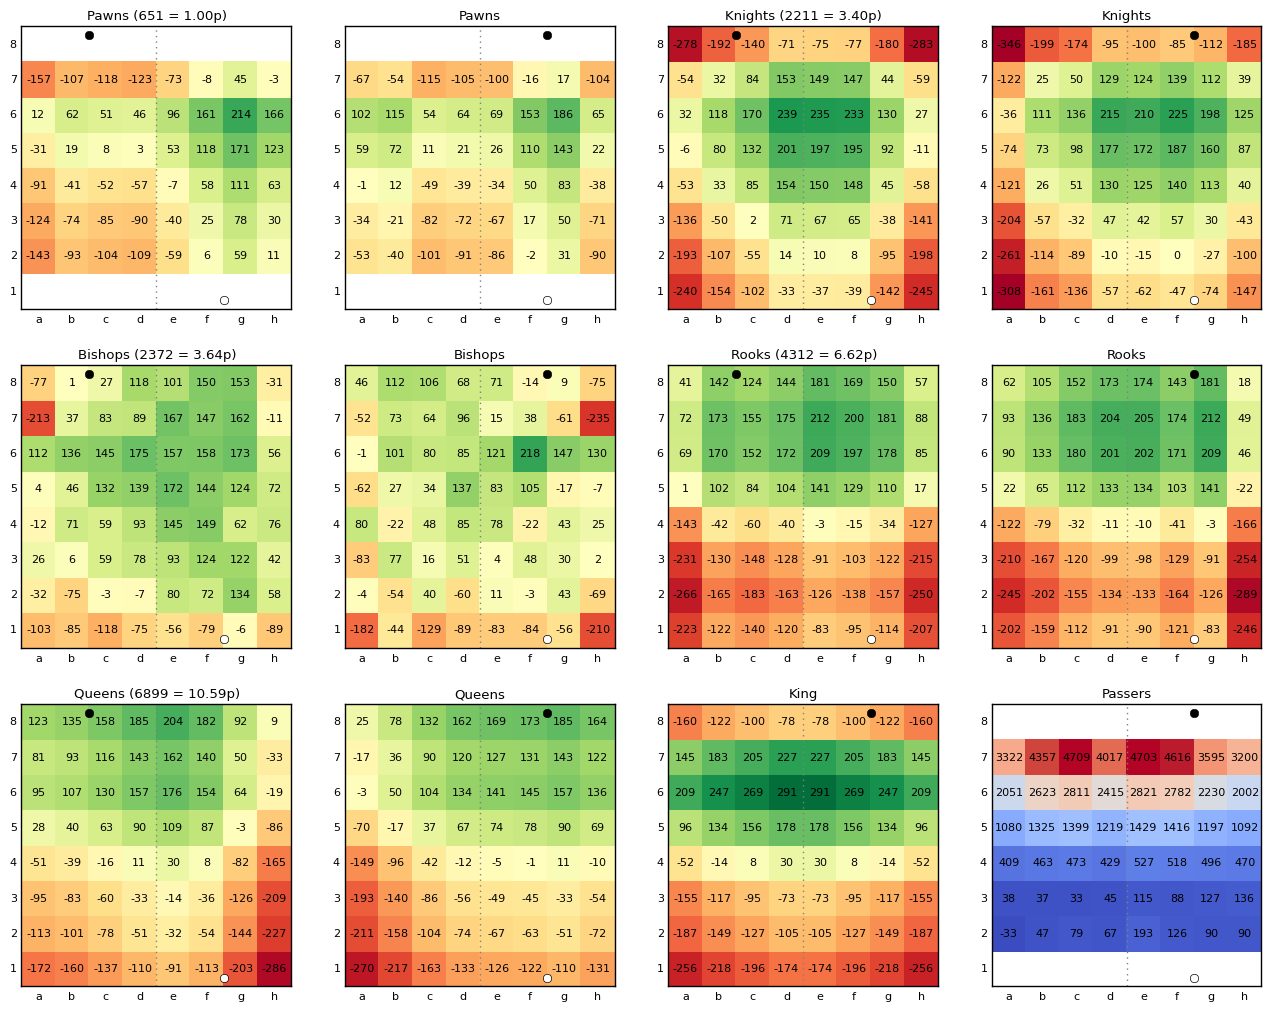 Pawns (651 = 1.00p)
8
7 -157 -107 -118 -123 -73 -8 45 -3
6 12 62 51 46 96 161 214 166
5 -31 19 8 3 53 118 171 123
4 -91 -41 -52 -57 -7 58 111 63
3 -124 -74 -85 -90 -40 25 78 30
2 -143 -93 -104 -109 -59 6 59 11
1
a b c d e f g h
Pawns
8
7 -67 -54 -115 -105 -100 -16 17 -104
6 102 115 54 64 69 153 186 65
5 59 72 11 21 26 110 143 22
4 -1 12 -49 -39 -34 50 83 -38
3 -34 -21 -82 -72 -67 17 50 -71
2 -53 -40 -101 -91 -86 -2 31 -90
1
a b c d e f g h
Knights (2211 = 3.40p)
8 -278 -192 -140 -71 -75 -77 -180 -283
7 -54 32 84 153 149 147 44 -59
6 32 118 170 239 235 233 130 27
5 -6 80 132 201 197 195 92 -11
4 -53 33 85 154 150 148 45 -58
3 -136 -50 2 71 67 65 -38 -141
2 -193 -107 -55 14 10 8 -95 -198
1 -240 -154 -102 -33 -37 -39 -142 -245
a b c d e f g h
Knights
8 -346 -199 -174 -95 -100 -85 -112 -185
7 -122 25 50 129 124 139 112 39
6 -36 111 136 215 210 225 198 125
5 -74 73 98 177 172 187 160 87
4 -121 26 51 130 125 140 113 40
3 -204 -57 -32 47 42 57 30 -43
2 -261 -114 -89 -10 -15 0 -27 -100
1 -308 -161 -136 -57 -62 -47 -74 -147
a b c d e f g h
Bishops (2372 = 3.64p)
8 -77 1 27 118 101 150 153 -31
7 -213 37 83 89 167 147 162 -11
6 112 136 145 175 157 158 173 56
5 4 46 132 139 172 144 124 72
4 -12 71 59 93 145 149 62 76
3 26 6 59 78 93 124 122 42
2 -32 -75 -3 -7 80 72 134 58
1 -103 -85 -118 -75 -56 -79 -6 -89
a b c d e f g h
Bishops
8 46 112 106 68 71 -14 9 -75
7 -52 73 64 96 15 38 -61 -235
6 -1 101 80 85 121 218 147 130
5 -62 27 34 137 83 105 -17 -7
4 80 -22 48 85 78 -22 43 25
3 -83 77 16 51 4 48 30 2
2 -4 -54 40 -60 11 -3 43 -69
1 -182 -44 -129 -89 -83 -84 -56 -210
a b c d e f g h
Rooks (4312 = 6.62p)
8 41 142 124 144 181 169 150 57
7 72 173 155 175 212 200 181 88
6 69 170 152 172 209 197 178 85
5 1 102 84 104 141 129 110 17
4 -143 -42 -60 -40 -3 -15 -34 -127
3 -231 -130 -148 -128 -91 -103 -122 -215
2 -266 -165 -183 -163 -126 -138 -157 -250
1 -223 -122 -140 -120 -83 -95 -114 -207
a b c d e f g h
Rooks
8 62 105 152 173 174 143 181 18
7 93 136 183 204 205 174 212 49
6 90 133 180 201 202 171 209 46
5 22 65 112 133 134 103 141 -22
4 -122 -79 -32 -11 -10 -41 -3 -166
3 -210 -167 -120 -99 -98 -129 -91 -254
2 -245 -202 -155 -134 -133 -164 -126 -289
1 -202 -159 -112 -91 -90 -121 -83 -246
a b c d e f g h
Queens (6899 = 10.59p)
8 123 135 158 185 204 182 92 9
7 81 93 116 143 162 140 50 -33
6 95 107 130 157 176 154 64 -19
5 28 40 63 90 109 87 -3 -86
4 -51 -39 -16 11 30 8 -82 -165
3 -95 -83 -60 -33 -14 -36 -126 -209
2 -113 -101 -78 -51 -32 -54 -144 -227
1 -172 -160 -137 -110 -91 -113 -203 -286
a b c d e f g h
Queens
8 25 78 132 162 169 173 185 164
7 -17 36 90 120 127 131 143 122
6 -3 50 104 134 141 145 157 136
5 -70 -17 37 67 74 78 90 69
4 -149 -96 -42 -12 -5 -1 11 -10
3 -193 -140 -86 -56 -49 -45 -33 -54
2 -211 -158 -104 -74 -67 -63 -51 -72
1 -270 -217 -163 -133 -126 -122 -110 -131
a b c d e f g h
King
8 -160 -122 -100 -78 -78 -100 -122 -160
7 145 183 205 227 227 205 183 145
6 209 247 269 291 291 269 247 209
5 96 134 156 178 178 156 134 96
4 -52 -14 8 30 30 8 -14 -52
3 -155 -117 -95 -73 -73 -95 -117 -155
2 -187 -149 -127 -105 -105 -127 -149 -187
1 -256 -218 -196 -174 -174 -196 -218 -256
a b c d e f g h
Passers
8
7 3322 4357 4709 4017 4703 4616 3595 3200
6 2051 2623 2811 2415 2821 2782 2230 2002
5 1080 1325 1399 1219 1429 1416 1197 1092
4 409 463 473 429 527 518 496 470
3 38 37 33 45 115 88 127 136
2 -33 47 79 67 193 126 90 90
1
a b c d e f g h